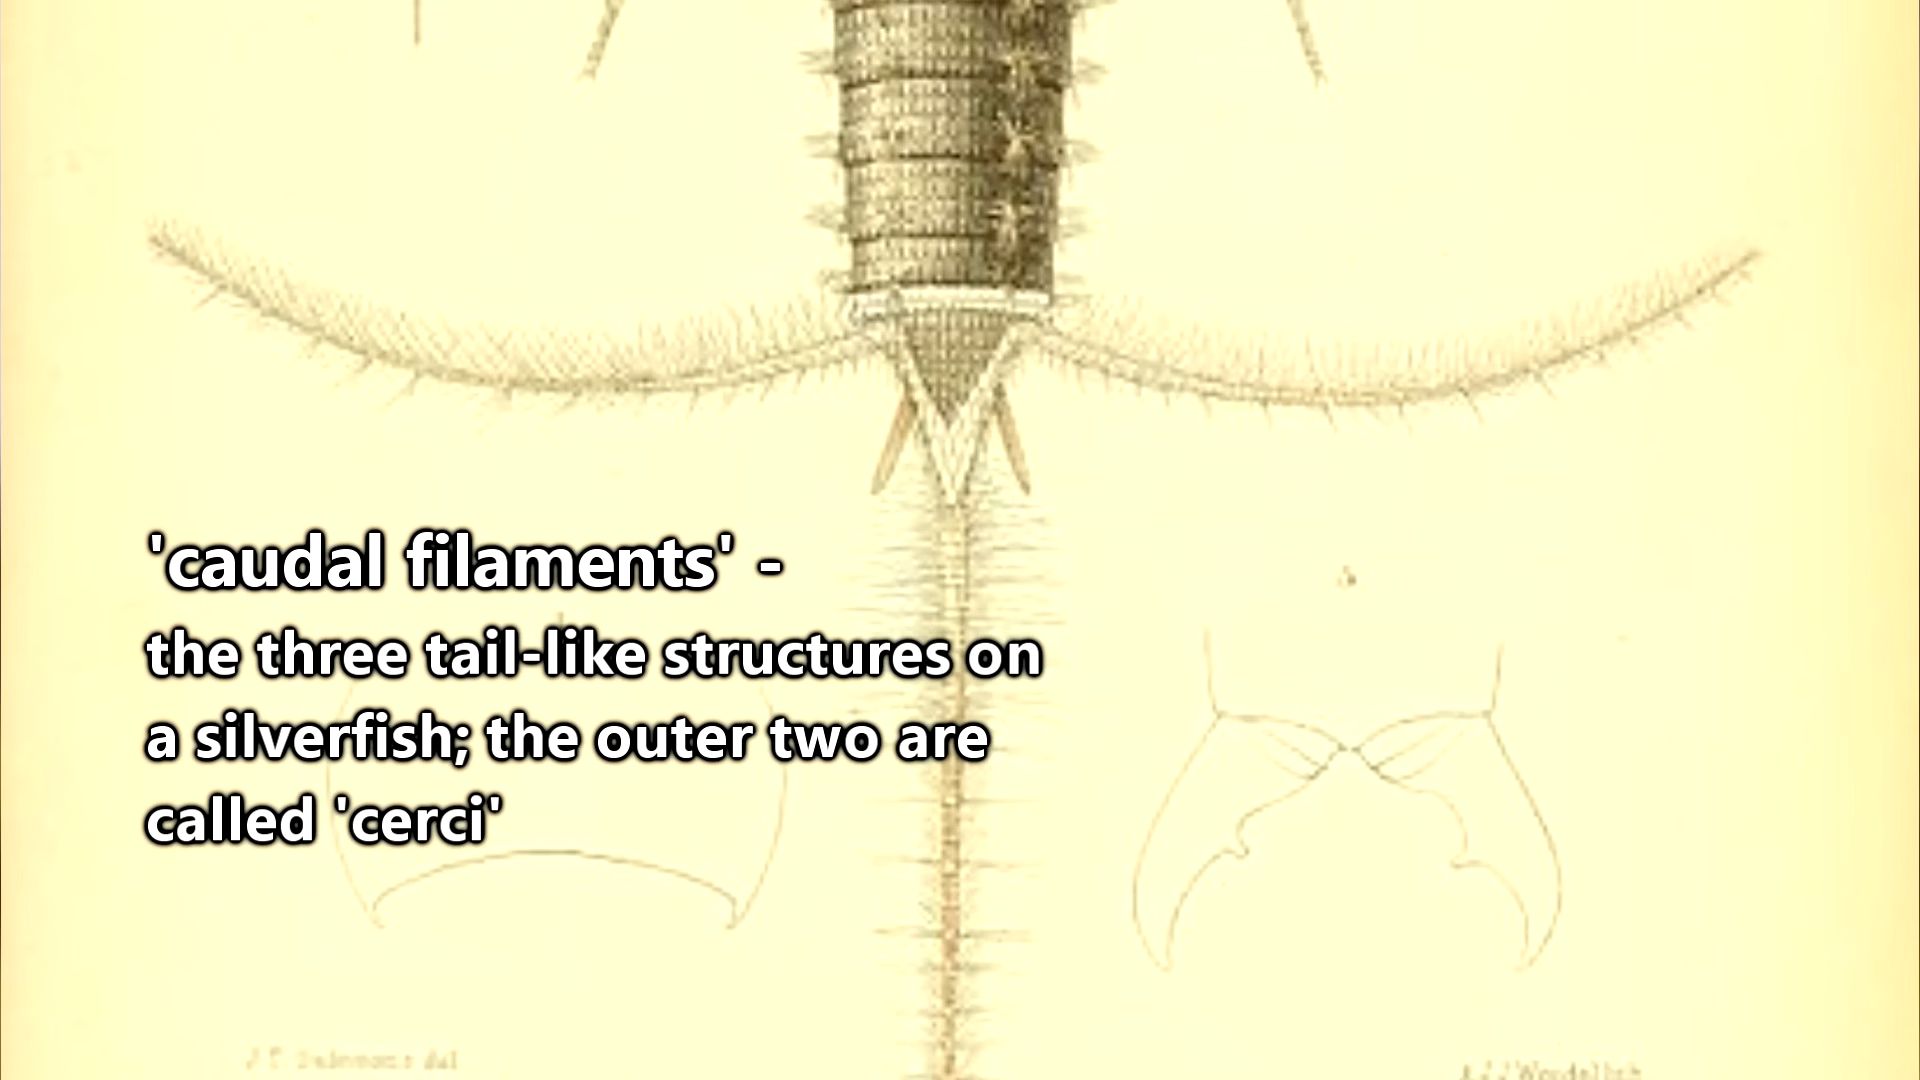 'caudal filaments' -
the three tail-like structures on
a silverfish; the outer two are
called 'cerci'